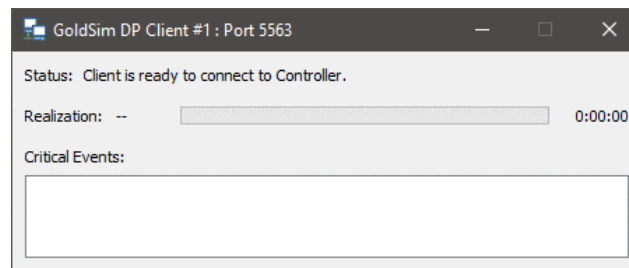 GoldSim DP Client #1 : Port 5563
Status: Client is ready to connect to Controller.
Realization: -- 0:00:00
Critical Events: